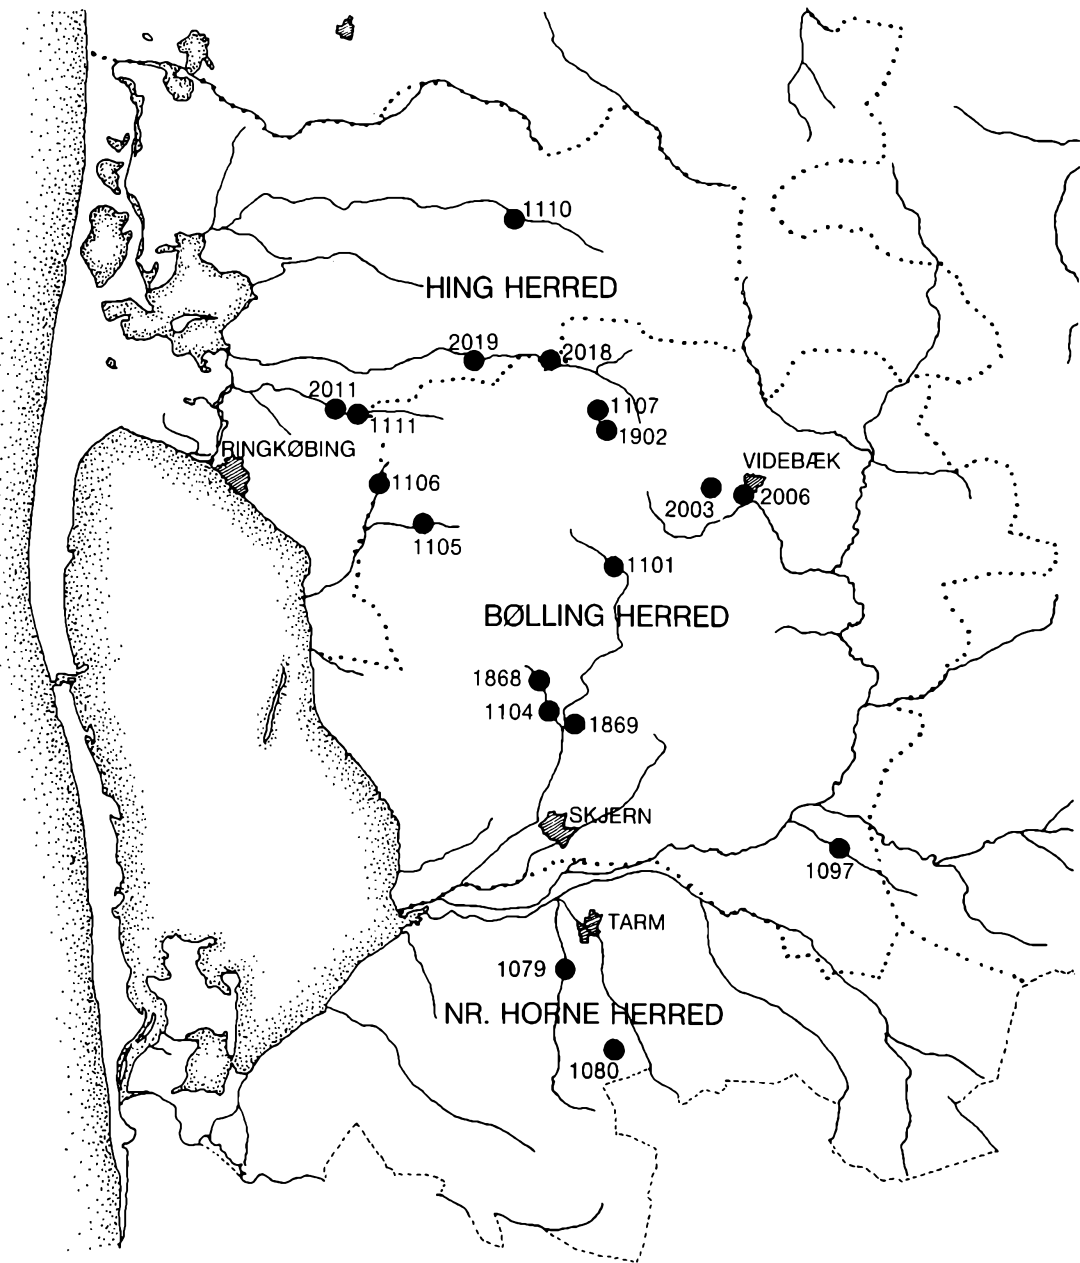 1110
HING HERRED
2019
2018
2011
1111
1107
1902
RINGKØBING
VIDEBÆK
1106
2003
2006
1105
1101
BØLLING HERRED
1868
1104
1869
SKJERN
1097
TARM
1079
NR. HORNE HERRED
1080